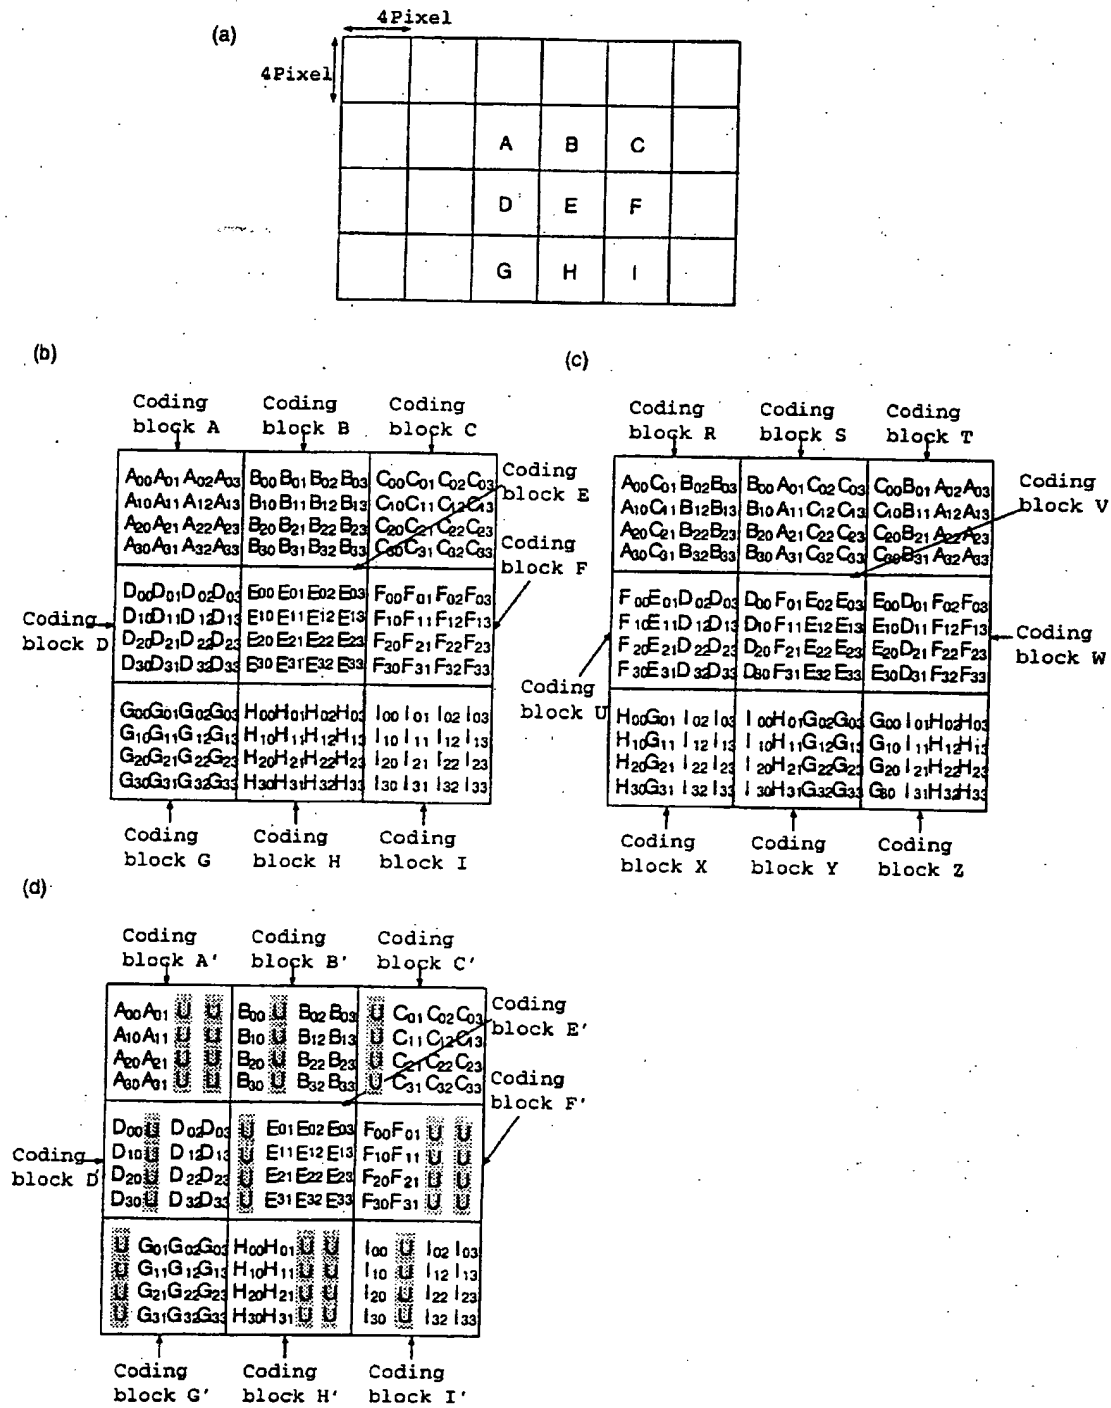 (a)
4Pixel
4Pixel
A B C
D E F
G H I
(b)
Coding block A
Coding block B
Coding block C
Coding block E
Coding block F
Coding block D
A00A01A02A03 B00B01B02B03 C00C01C02C03
A10A11A12A13 B10B11B12B13 C10C11C12C13
A20A21A22A23 B20B21B22B23 C20C21C22C23
A30A31A32A33 B30B31B32B33 C30C31C32C33
D00D01D02D03 E00E01E02E03 F00F01F02F03
D10D11D12D13 E10E11E12E13 F10F11F12F13
D20D21D22D23 E20E21E22E23 F20F21F22F23
D30D31D32D33 E30E31E32E33 F30F31F32F33
G00G01G02G03 H00H01H02H03 I00I01I02I03
G10G11G12G13 H10H11H12H13 I10I11I12I13
G20G21G22G23 H20H21H22H23 I20I21I22I23
G30G31G32G33 H30H31H32H33 I30I31I32I33
Coding block G
Coding block H
Coding block I
(c)
Coding block R
Coding block S
Coding block T
Coding block V
Coding block W
Coding block U
A00C01B02B03 B00A01C02C03 C00B01A02A03
A10C11B12B13 B10A11C12C13 C10B11A12A13
A20C21B22B23 B20A21C22C23 C20B21A22A23
A30C31B32B33 B30A31C32C33 C30B31A32A33
F00E01D02D03 D00F01E02E03 E00D01F02F03
F10E11D12D13 D10F11E12E13 E10D11F12F13
F20E21D22D23 D20F21E22E23 E20D21F22F23
F30E31D32D33 D30F31E32E33 E30D31F32F33
H00G01I02I03 I00H01G02G03 G00I01H02H03
H10G11I12I13 I10H11G12G13 G10I11H12H13
H20G21I22I23 I20H21G22G23 G20I21H22H23
H30G31I32I33 I30H31G32G33 G30I31H32H33
Coding block X
Coding block Y
Coding block Z
(d)
Coding block A'
Coding block B'
Coding block C'
Coding block E'
Coding block F'
Coding block D'
A00A01 U U B00 U B02B03 U C01C02C03
A10A11 U U B10 U B12B13 U C11C12C13
A20A21 U U B20 U B22B23 U C21C22C23
A30A31 U U B30 U B32B33 U C31C32C33
D00 U D02D03 U E01E02E03 F00F01 U U
D10 U D12D13 U E11E12E13 F10F11 U U
D20 U D22D23 U E21E22E23 F20F21 U U
D30 U D32D33 U E31E32E33 F30F31 U U
U G01G02G03 H00H01 U U I00 U I02I03
U G11G12G13 H10H11 U U I10 U I12I13
U G21G22G23 H20H21 U U I20 U I22I23
U G31G32G33 H30H31 U U I30 U I32I33
Coding block G'
Coding block H'
Coding block I'